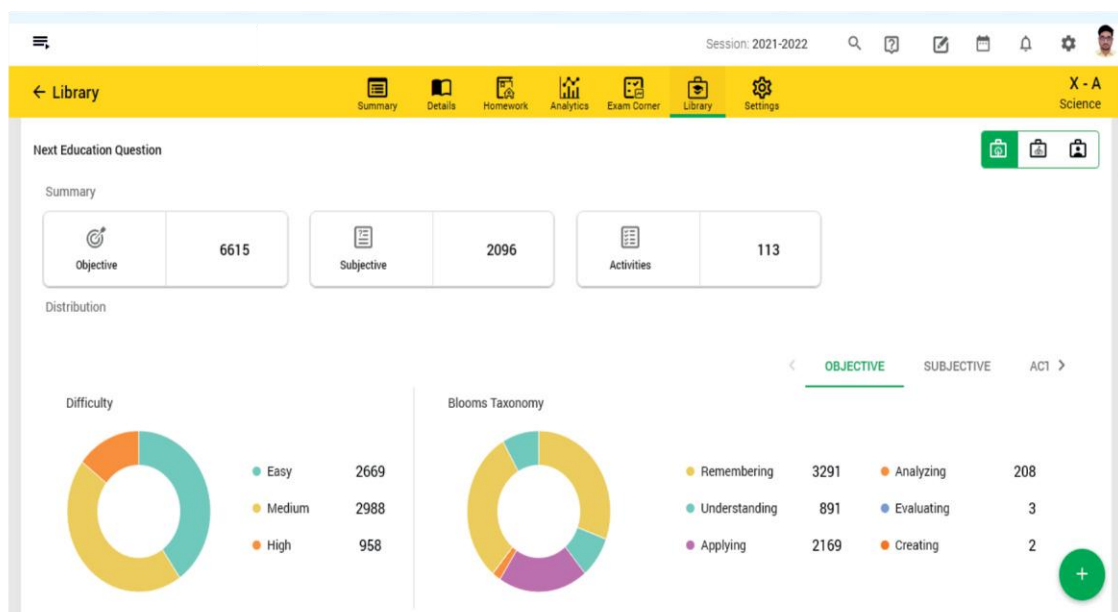 Session: 2021-2022
← Library
Summary
Details
Homework
Analytics
Exam Corner
Library
Settings
X - A
Science
Next Education Question
Summary
Objective
6615
Subjective
2096
Activities
113
Distribution
OBJECTIVE
SUBJECTIVE
ACT
Difficulty
Easy 2669
Medium 2988
High 958
Blooms Taxonomy
Remembering 3291
Understanding 891
Applying 2169
Analyzing 208
Evaluating 3
Creating 2